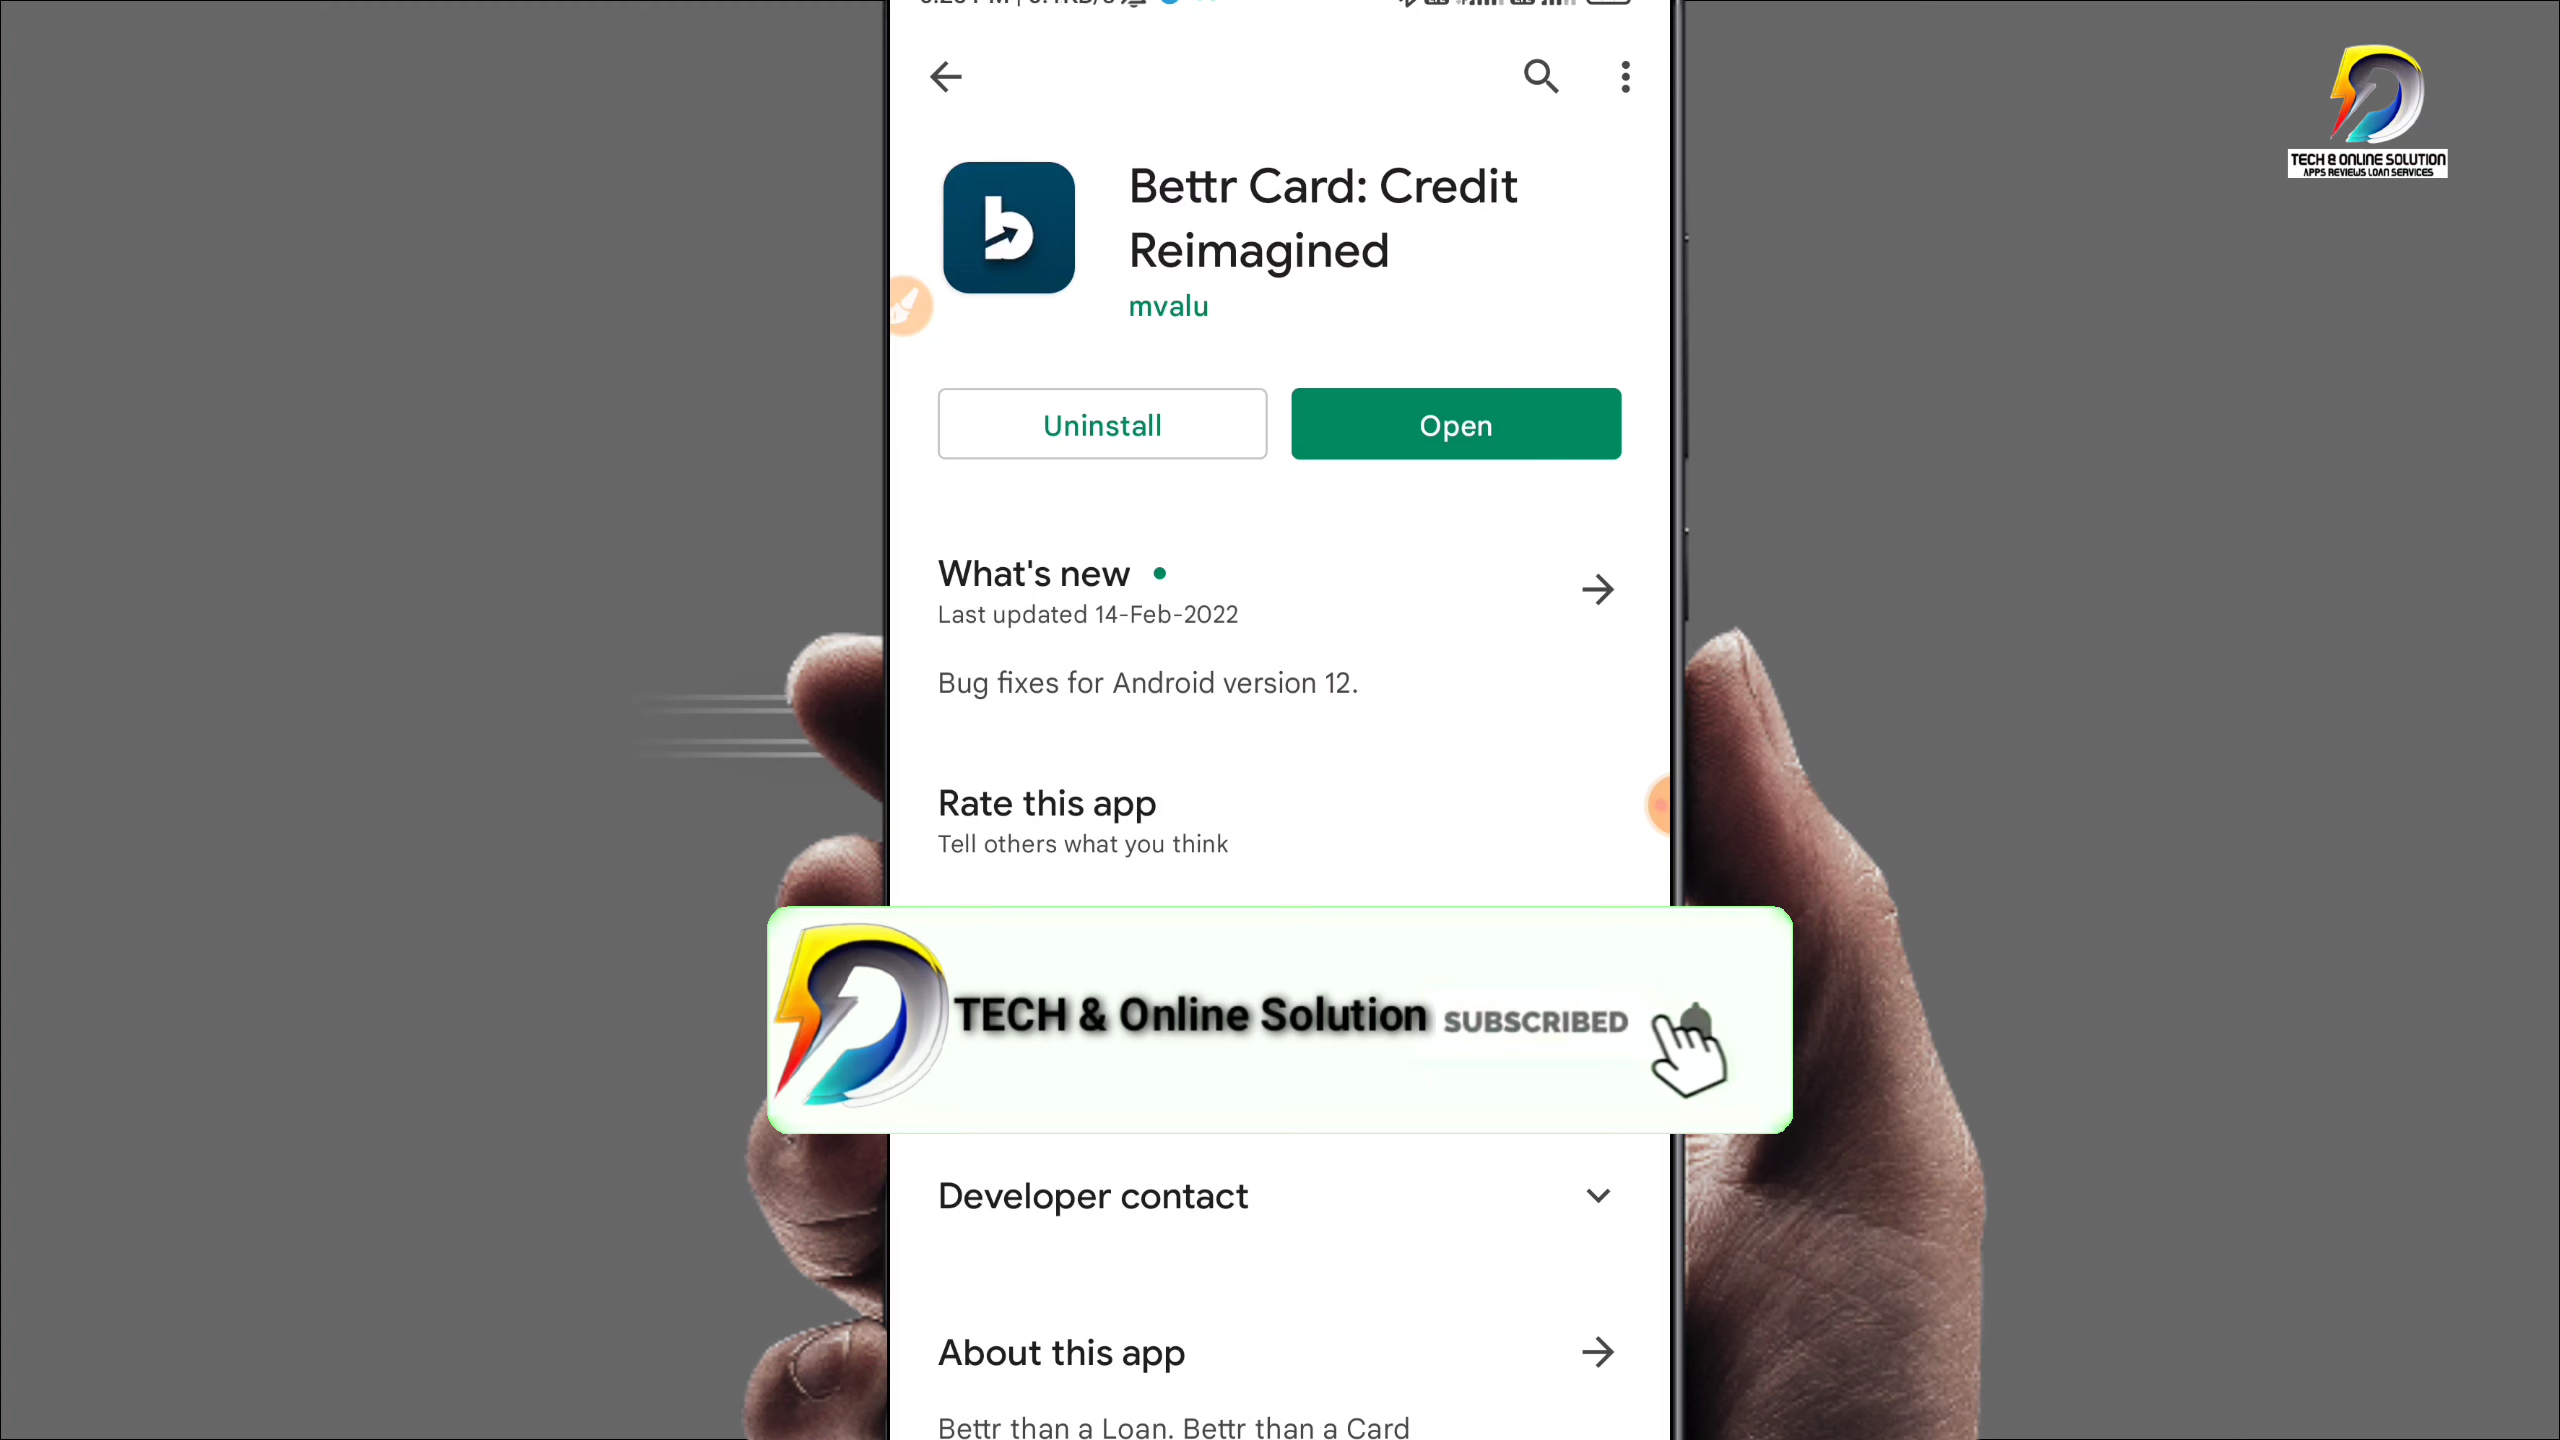 TECH & ONLINE SOLUTION
APPS REVIEWS LOAN SERVICES
Bettr Card: Credit
Reimagined
mvalu
Uninstall
Open
What's new
Last updated 14-Feb-2022
Bug fixes for Android version 12.
Rate this app
Tell others what you think
TECH & Online Solution SUBSCRIBED
Developer contact
About this app
Bettr than a Loan. Bettr than a Card